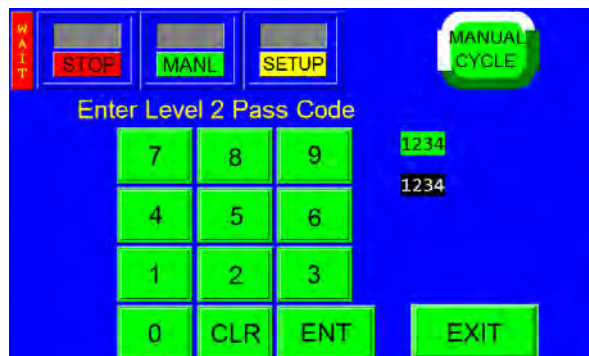 WAIT
STOP MANL SETUP
MANUAL
CYCLE
Enter Level 2 Pass Code
7 8 9 1234
1234
4 5 6
1 2 3
0 CLR ENT EXIT